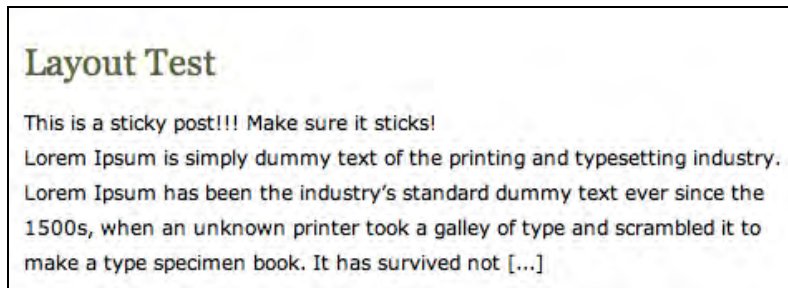 Layout Test
This is a sticky post!!! Make sure it sticks!
Lorem Ipsum is simply dummy text of the printing and typesetting industry.
Lorem Ipsum has been the industry’s standard dummy text ever since the
1500s, when an unknown printer took a galley of type and scrambled it to
make a type specimen book. It has survived not [...]